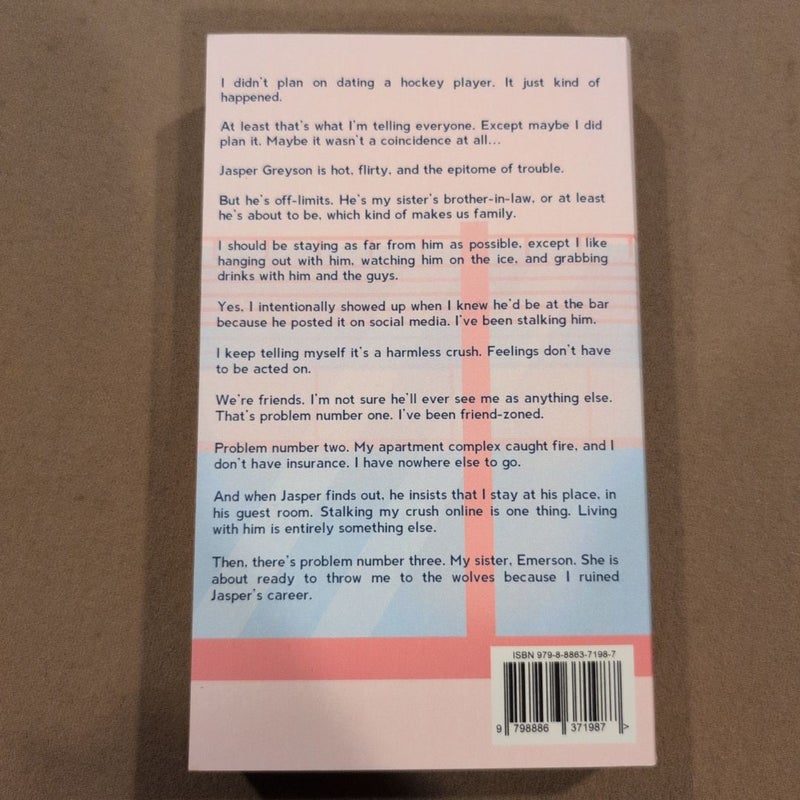 I didn't plan on dating a hockey player. It just kind of
happened.
At least that's what I'm telling everyone. Except maybe I did
plan it. Maybe it wasn't a coincidence at all...
Jasper Greyson is hot, flirty, and the epitome of trouble.
But he's off-limits. He's my sister's brother-in-law, or at least
he's about to be, which kind of makes us family.
I should be staying as far from him as possible, except I like
hanging out with him, watching him on the ice, and grabbing
drinks with him and the guys.
Yes, I intentionally showed up when I knew he'd be at the bar
because he posted it on social media. I've been stalking him.
I keep telling myself it's a harmless crush. Feelings don't have
to be acted on.
We're friends. I'm not sure he'll ever see me as anything else.
That's problem number one. I've been friend-zoned.
Problem number two. My apartment complex caught fire, and I
don't have insurance. I have nowhere else to go.
And when Jasper finds out, he insists that I stay at his place, in
his guest room. Stalking my crush online is one thing. Living
with him is entirely something else.
Then, there's problem number three. My sister, Emerson. She is
about ready to throw me to the wolves because I ruined
Jasper's career.
ISBN 979-8-8863-7198-7
9 798886 371987 >